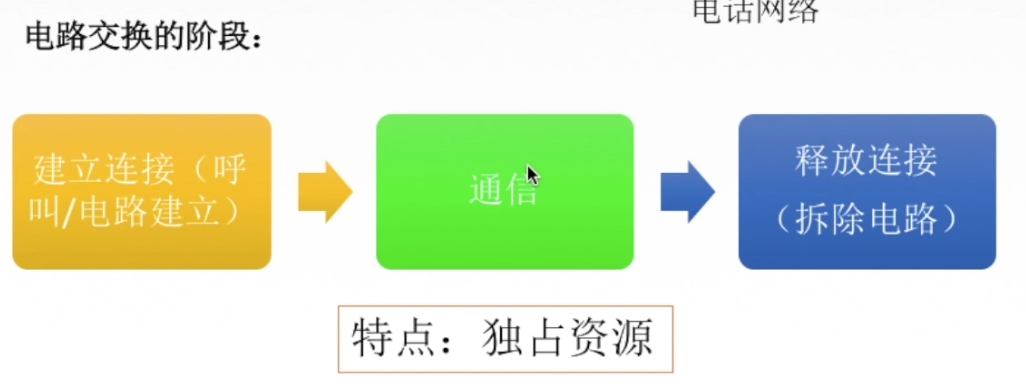 电话网络
电路交换的阶段：
建立连接（呼
叫/电路建立）
通信
释放连接
（拆除电路）
特点：独占资源